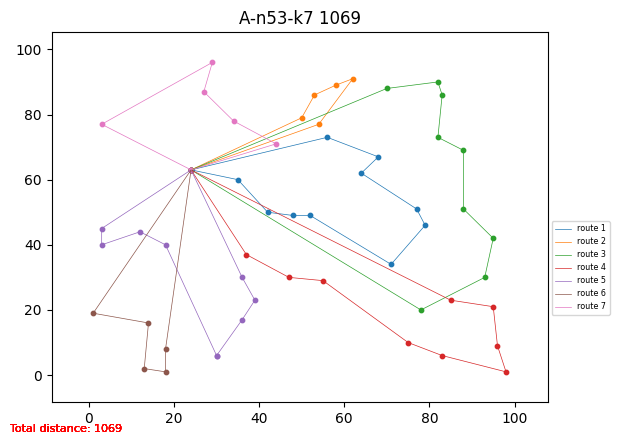 A-n53-k7 1069
100
80
60
40
20
0
0 20 40 60 80 100
route 1
route 2
route 3
route 4
route 5
route 6
route 7
Total distance: 1069